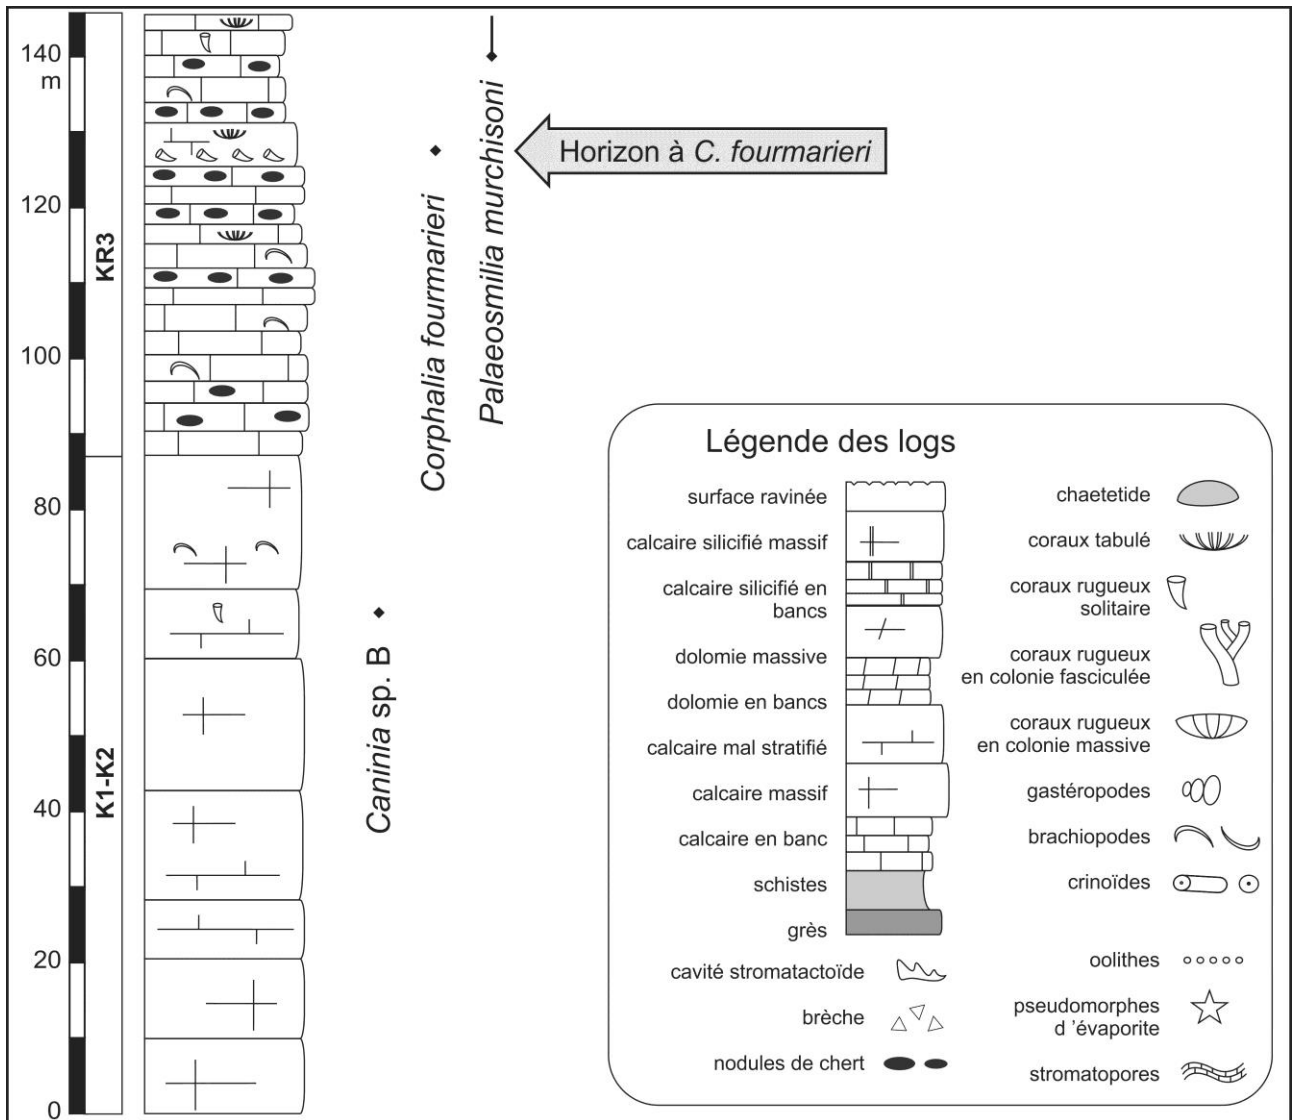 140
m
120
100
80
60
40
20
0
KR3
K1-K2
Caninia sp. B
Corphalia fourmarieri
Palaeosmilia murchisoni
Horizon à C. fourmarieri
Légende des logs
surface ravinée
calcaire silicifié massif
calcaire silicifié en
bancs
dolomie massive
dolomie en bancs
calcaire mal stratifié
calcaire massif
calcaire en banc
schistes
grès
cavité stromatactoïde
brèche
nodules de chert
chaetetide
coraux tabulé
coraux rugueux
solitaire
coraux rugueux
en colonie fasciculée
coraux rugueux
en colonie massive
gastéropodes
brachiopodes
crinoïdes
oolithes
pseudomorphes
d 'évaporite
stromatopores